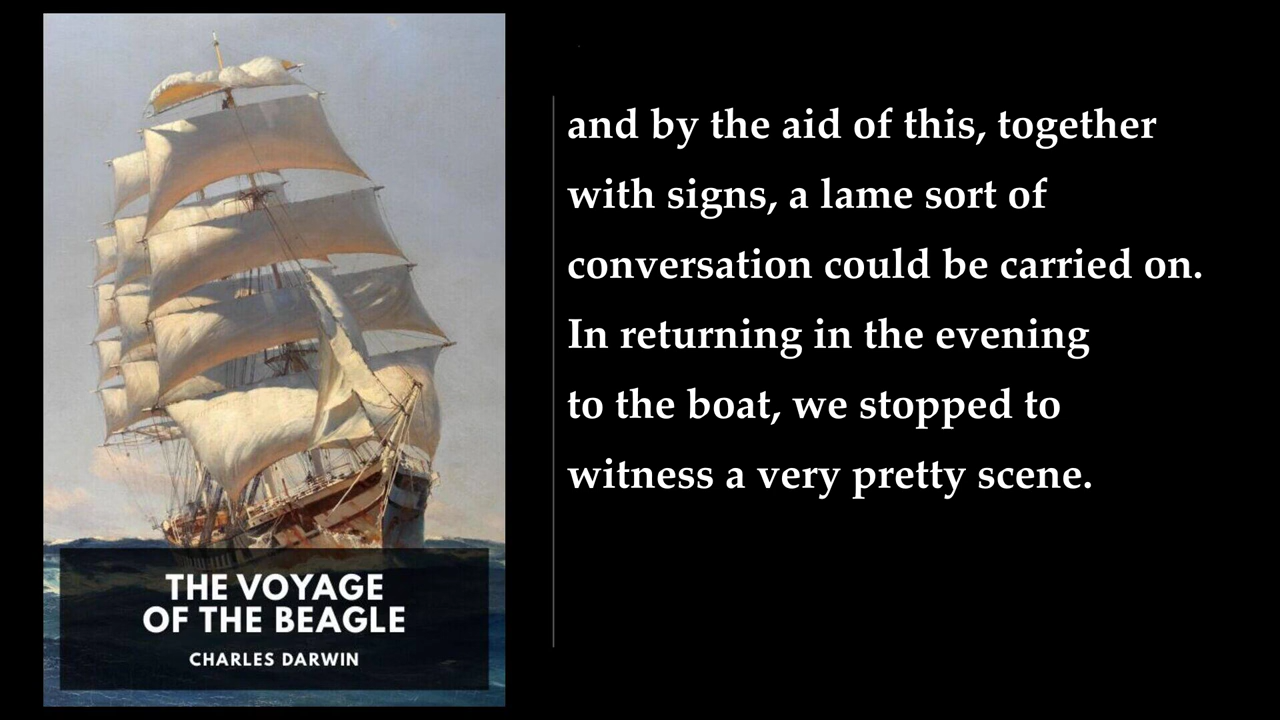 THE VOYAGE
OF THE BEAGLE
CHARLES DARWIN
and by the aid of this, together
with signs, a lame sort of
conversation could be carried on.
In returning in the evening
to the boat, we stopped to
witness a very pretty scene.